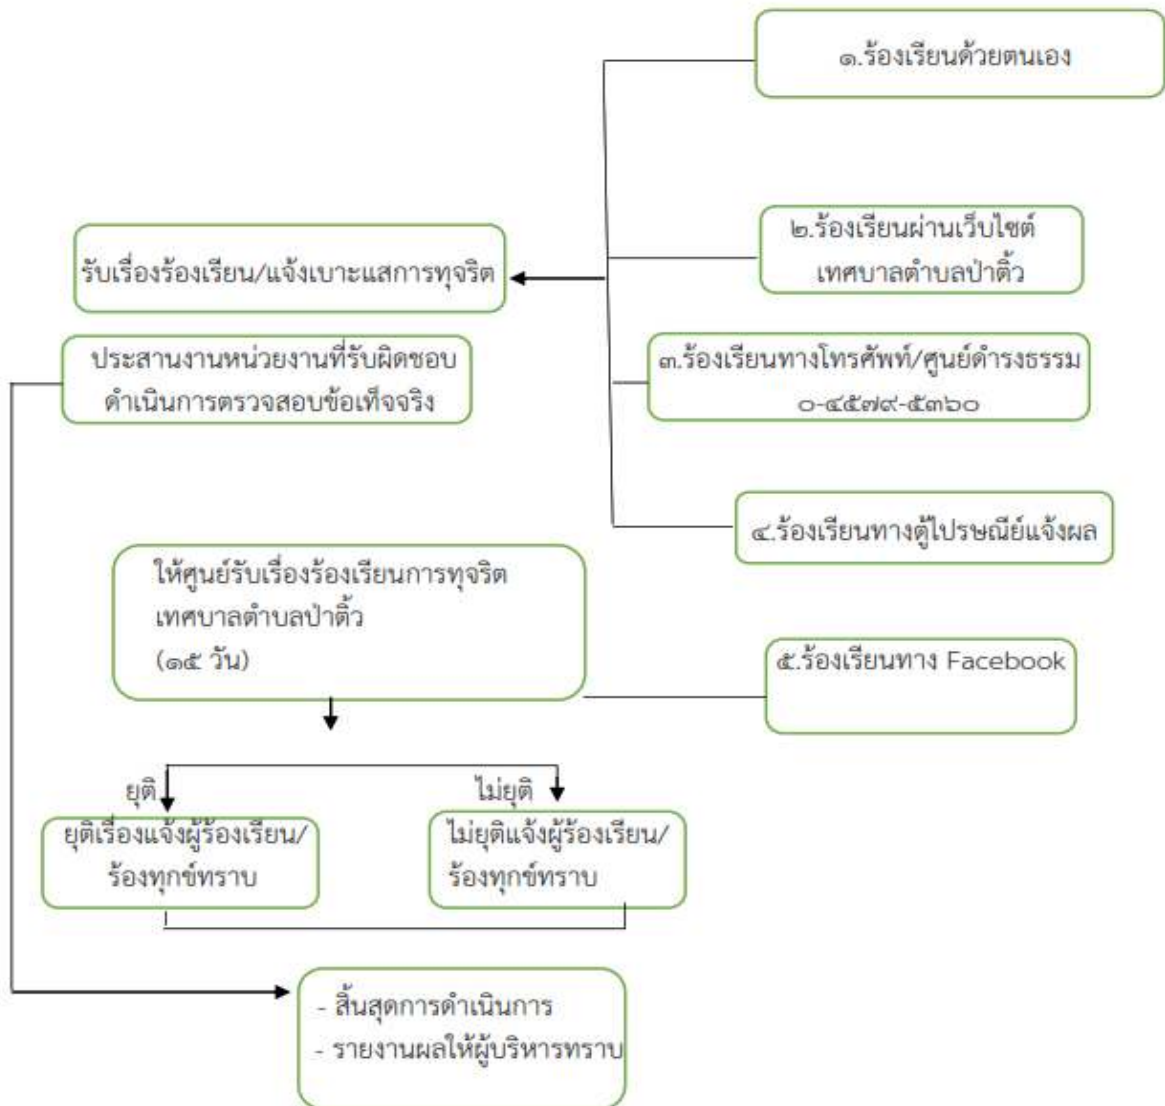 ๑.ร้องเรียนด้วยตนเอง
๒.ร้องเรียนผ่านเว็บไซต์
เทศบาลตำบลป่าติ้ว
รับเรื่องร้องเรียน/แจ้งเบาะแสการทุจริต
ประสานงานหน่วยงานที่รับผิดชอบ
ดำเนินการตรวจสอบข้อเท็จจริง
๓.ร้องเรียนทางโทรศัพท์/ศูนย์ดำรงธรรม
๐-๔๕๗๙-๕๓๖๐
๔.ร้องเรียนทางตู้ไปรษณีย์แจ้งผล
ให้ศูนย์รับเรื่องร้องเรียนการทุจริต
เทศบาลตำบลป่าติ้ว
(๑๕ วัน)
๕.ร้องเรียนทาง Facebook
ยุติ
ไม่ยุติ
ยุติเรื่องแจ้งผู้ร้องเรียน/
ร้องทุกข์ทราบ
ไม่ยุติแจ้งผู้ร้องเรียน/
ร้องทุกข์ทราบ
- สิ้นสุดการดำเนินการ
- รายงานผลให้ผู้บริหารทราบ